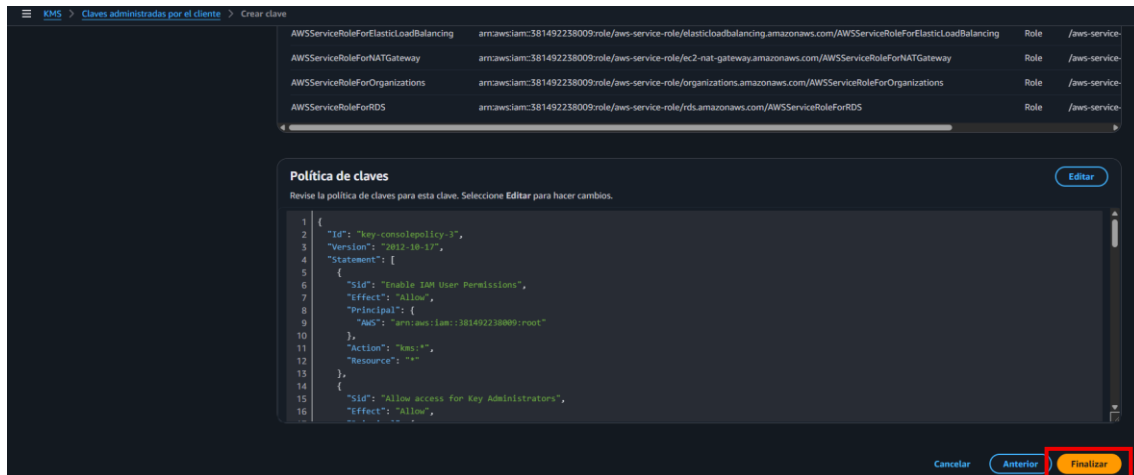 KMS > Claves administradas por el cliente > Crear clave
AWSServiceRoleForElasticLoadBalancing arn:aws:iam::381492238009:role/aws-service-role/elasticloadbalancing.amazonaws.com/AWSServiceRoleForElasticLoadBalancing Role /aws-service-
AWSServiceRoleForNATGateway arn:aws:iam::381492238009:role/aws-service-role/ec2-nat-gateway.amazonaws.com/AWSServiceRoleForNATGateway Role /aws-service-
AWSServiceRoleForOrganizations arn:aws:iam::381492238009:role/aws-service-role/organizations.amazonaws.com/AWSServiceRoleForOrganizations Role /aws-service-
AWSServiceRoleForRDS arn:aws:iam::381492238009:role/aws-service-role/rds.amazonaws.com/AWSServiceRoleForRDS Role /aws-service-
Política de claves Editar
Revise la política de claves para esta clave. Seleccione Editar para hacer cambios.
1 {
2 "Id": "key-consolepolicy-3",
3 "Version": "2012-10-17",
4 "Statement": [
5 {
6 "Sid": "Enable IAM User Permissions",
7 "Effect": "Allow",
8 "Principal": {
9 "AWS": "arn:aws:iam::381492238009:root"
10 },
11 "Action": "kms:*",
12 "Resource": "*"
13 },
14 {
15 "Sid": "Allow access for Key Administrators",
16 "Effect": "Allow",
Cancelar Anterior Finalizar